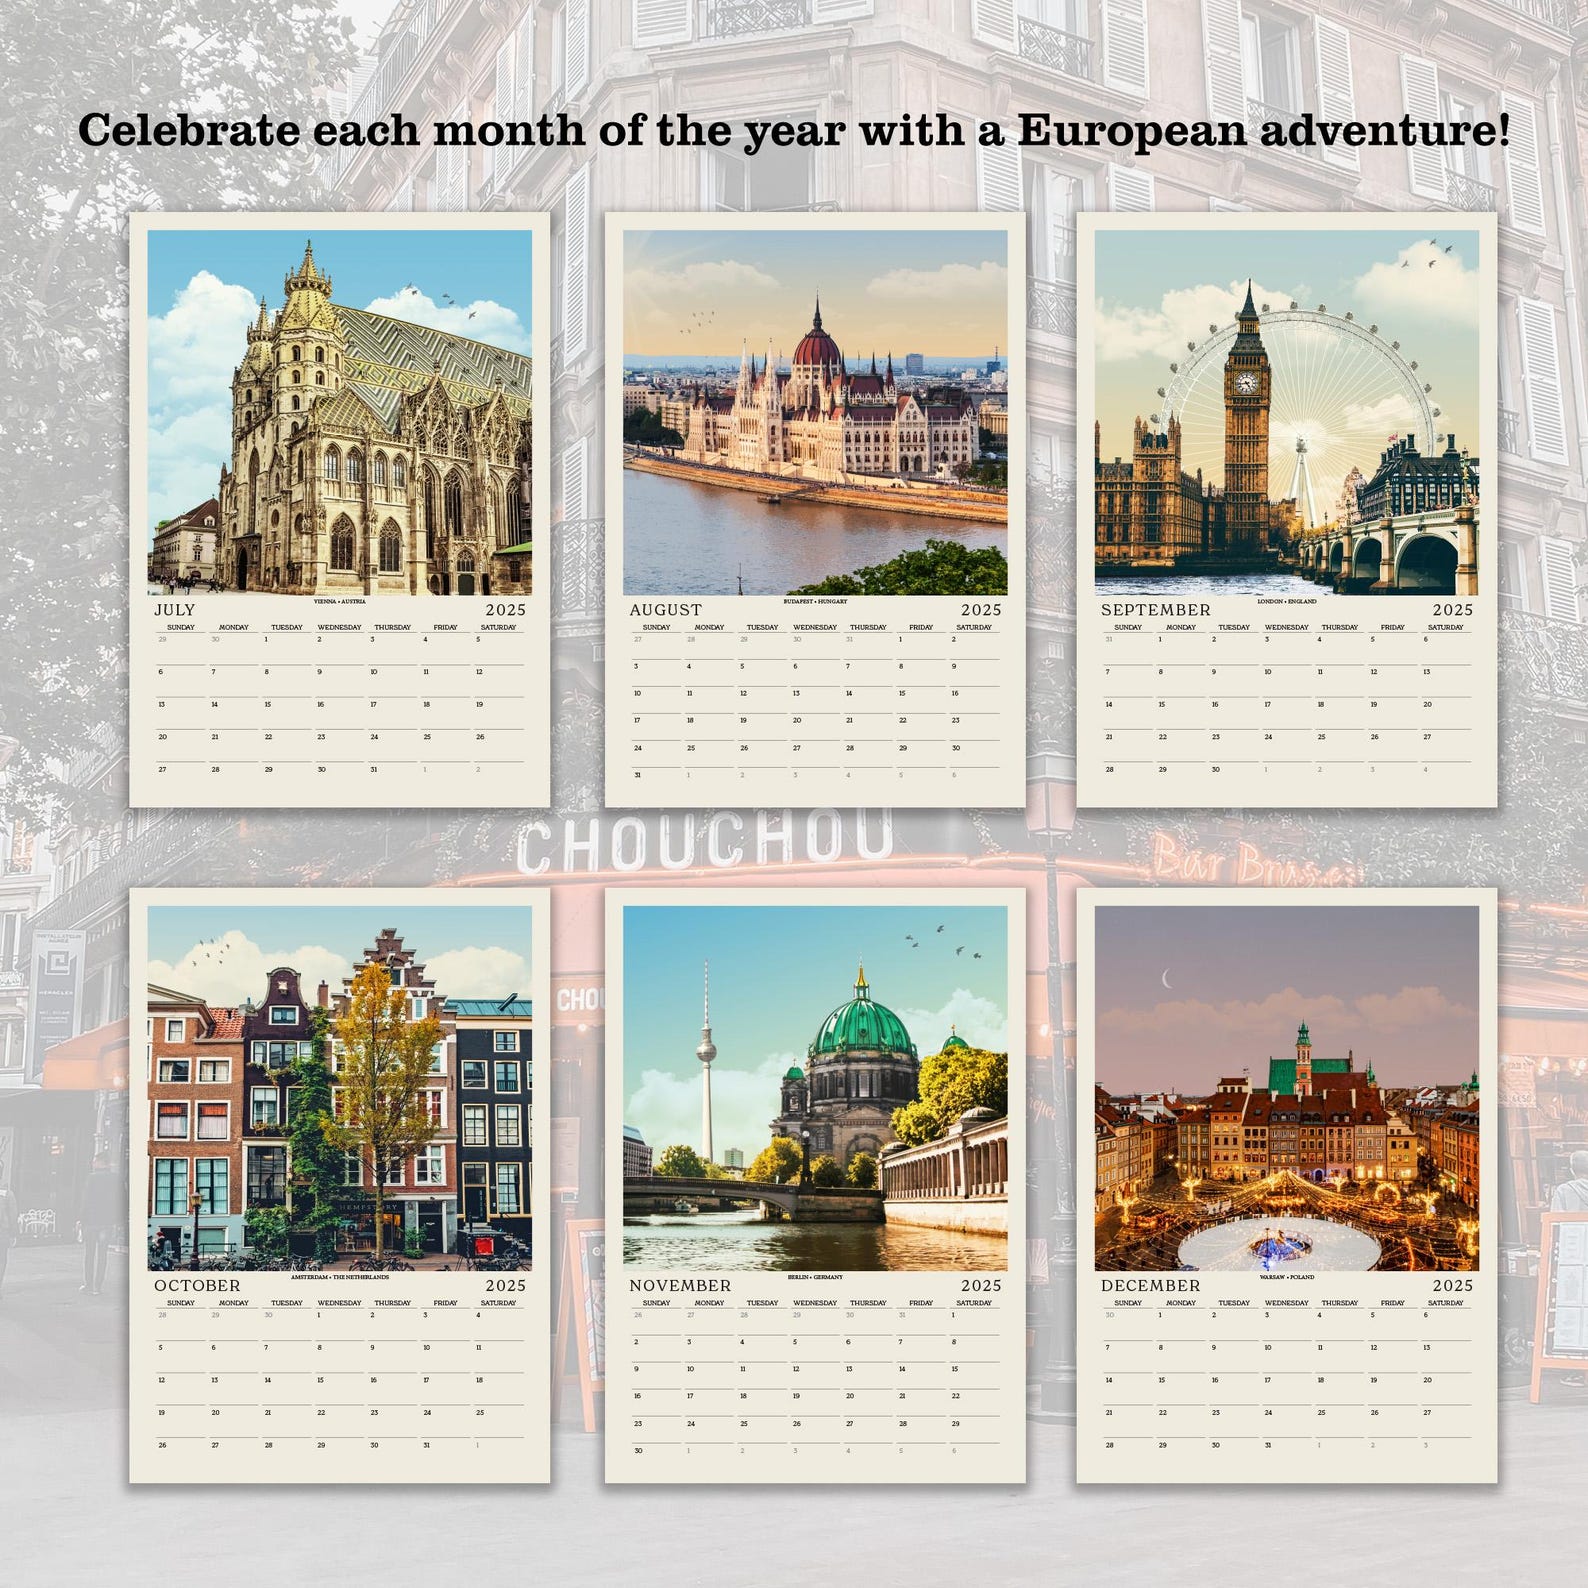 Celebrate each month of the year with a European adventure!
VIENNA • AUSTRIA
JULY 2025
SUNDAY MONDAY TUESDAY WEDNESDAY THURSDAY FRIDAY SATURDAY
29 30 1 2 3 4 5
6 7 8 9 10 11 12
13 14 15 16 17 18 19
20 21 22 23 24 25 26
27 28 29 30 31 1 2
BUDAPEST • HUNGARY
AUGUST 2025
SUNDAY MONDAY TUESDAY WEDNESDAY THURSDAY FRIDAY SATURDAY
27 28 29 30 31 1 2
3 4 5 6 7 8 9
10 11 12 13 14 15 16
17 18 19 20 21 22 23
24 25 26 27 28 29 30
31 1 2 3 4 5 6
LONDON • ENGLAND
SEPTEMBER 2025
SUNDAY MONDAY TUESDAY WEDNESDAY THURSDAY FRIDAY SATURDAY
31 1 2 3 4 5 6
7 8 9 10 11 12 13
14 15 16 17 18 19 20
21 22 23 24 25 26 27
28 29 30 1 2 3 4
CHOUCHOU
Bar
INSTALLATEUR
CHOU
HEMPSTORY
AMSTERDAM • THE NETHERLANDS
OCTOBER 2025
SUNDAY MONDAY TUESDAY WEDNESDAY THURSDAY FRIDAY SATURDAY
28 29 30 1 2 3 4
5 6 7 8 9 10 11
12 13 14 15 16 17 18
19 20 21 22 23 24 25
26 27 28 29 30 31 1
BERLIN • GERMANY
NOVEMBER 2025
SUNDAY MONDAY TUESDAY WEDNESDAY THURSDAY FRIDAY SATURDAY
26 27 28 29 30 31 1
2 3 4 5 6 7 8
9 10 11 12 13 14 15
16 17 18 19 20 21 22
23 24 25 26 27 28 29
30 1 2 3 4 5 6
WARSAW • POLAND
DECEMBER 2025
SUNDAY MONDAY TUESDAY WEDNESDAY THURSDAY FRIDAY SATURDAY
30 1 2 3 4 5 6
7 8 9 10 11 12 13
14 15 16 17 18 19 20
21 22 23 24 25 26 27
28 29 30 31 1 2 3